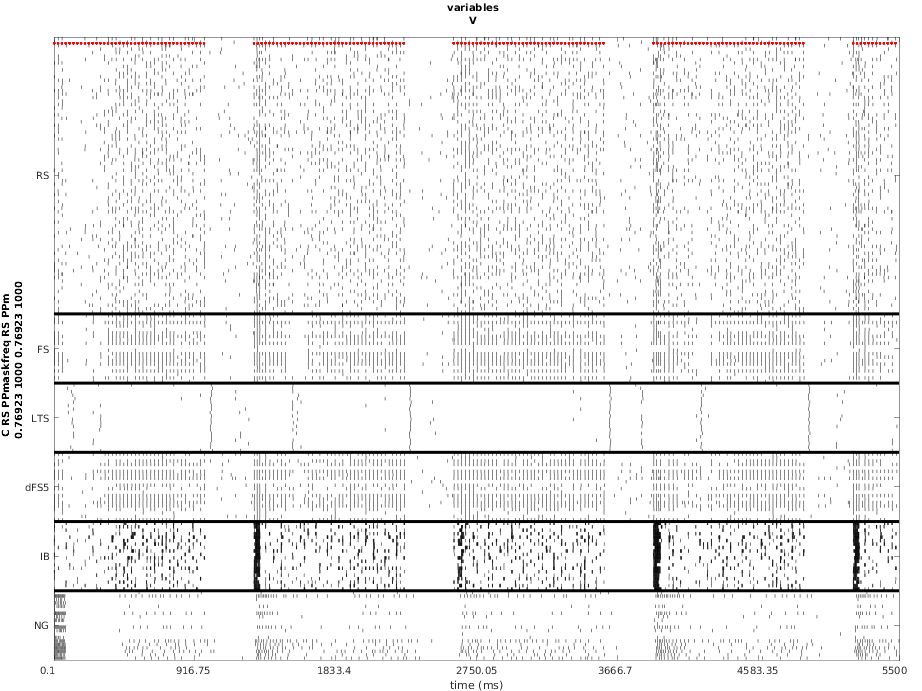 variables
V
C RS PPmaskfreq RS PPm
0.76923 1000 0.76923 1000
RS
FS
LTS
dFS5
IB
NG
0.1 916.75 1833.4 2750.05 3666.7 4583.35 5500
time (ms)